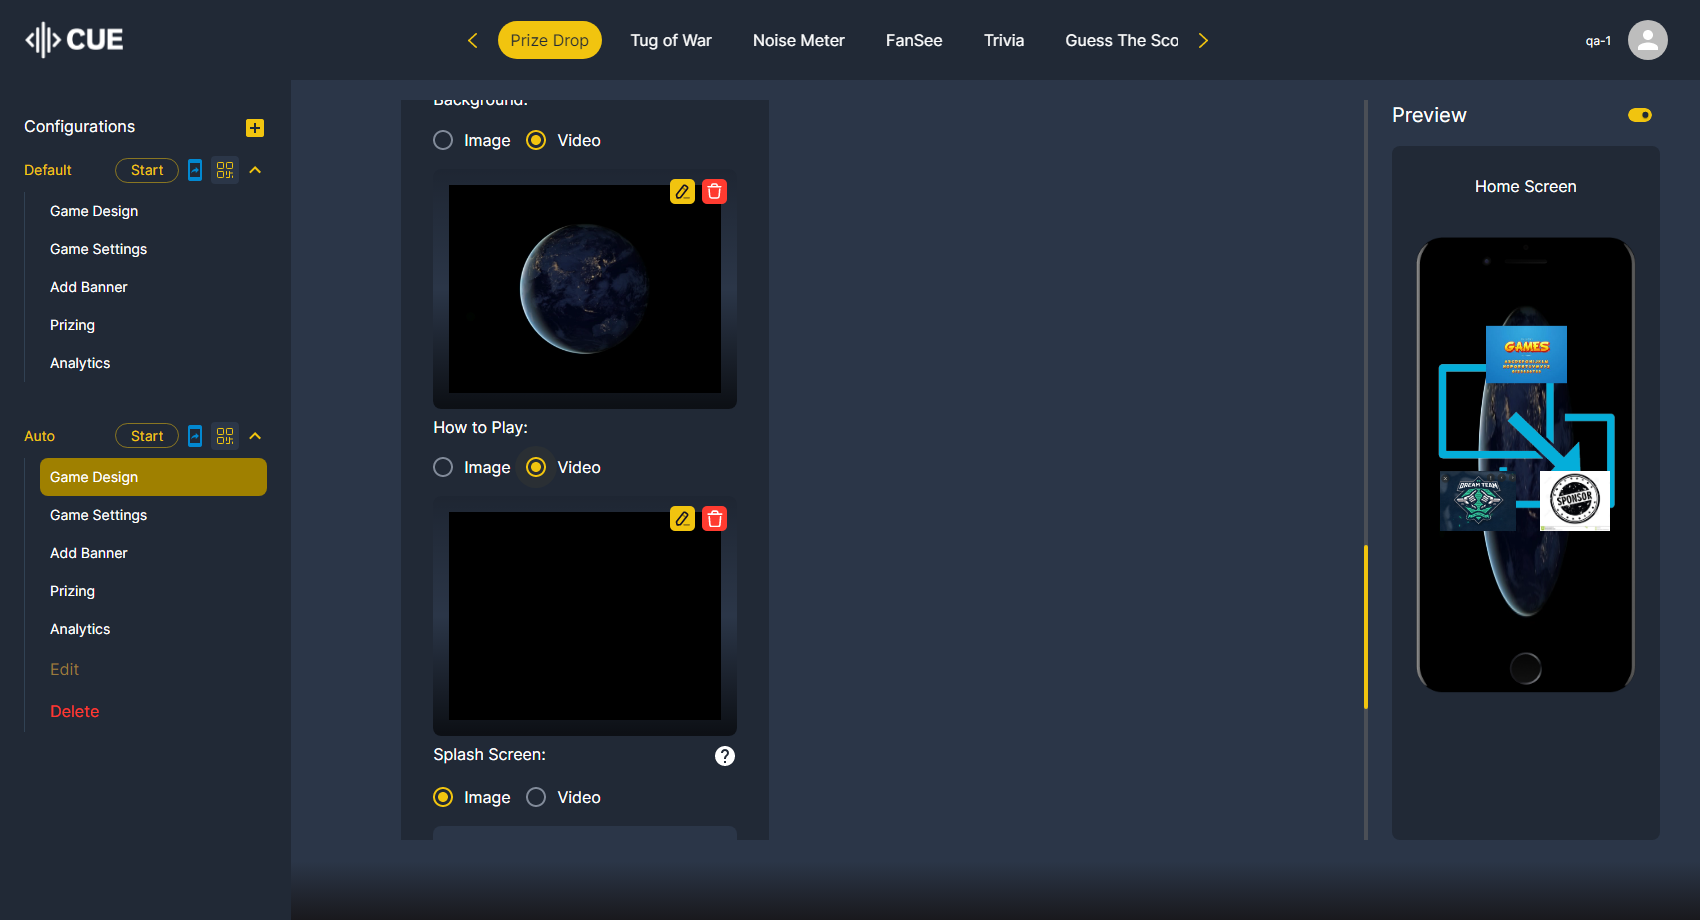 CUE
Prize Drop
Tug of War
Noise Meter
FanSee
Trivia
Guess The Sco
qa-1
Configurations
Default
Start
Game Design
Game Settings
Add Banner
Prizing
Analytics
Auto
Start
Game Design
Game Settings
Add Banner
Prizing
Analytics
Edit
Delete
Background:
Image
Video
How to Play:
Image
Video
Splash Screen:
?
Image
Video
Preview
Home Screen
GAMES
DREAM TEAM
SPONSOR